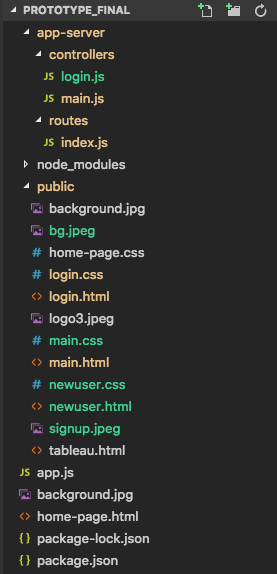 PROTOTYPE_FINAL
app-server
controllers
JS login.js
JS main.js
routes
JS index.js
node_modules
public
background.jpg
bg.jpeg
# home-page.css
# login.css
<> login.html
logo3.jpeg
# main.css
<> main.html
# newuser.css
<> newuser.html
signup.jpeg
<> tableau.html
JS app.js
background.jpg
<> home-page.html
{ } package-lock.json
{ } package.json